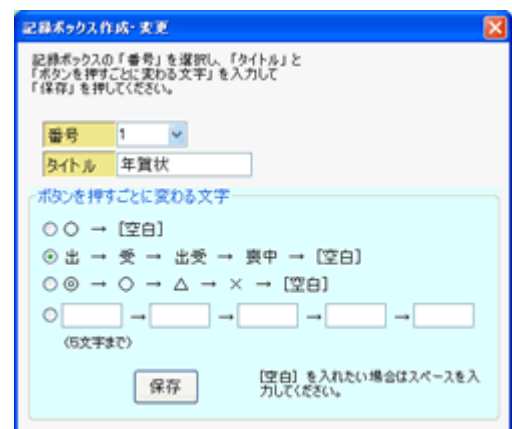 記録ボックス作成・変更
記録ボックスの「番号」を選択し、「タイトル」と
「ボタンを押すごとに変わる文字」を入力して
「保存」を押してください。
番号 1
タイトル 年賀状
ボタンを押すごとに変わる文字
○ → [空白]
出 → 受 → 出受 → 喪中 → [空白]
◎ → ○ → △ → × → [空白]
→ → → →
(5文字まで)
保存
[空白] を入れたい場合はスペースを入
力してください。